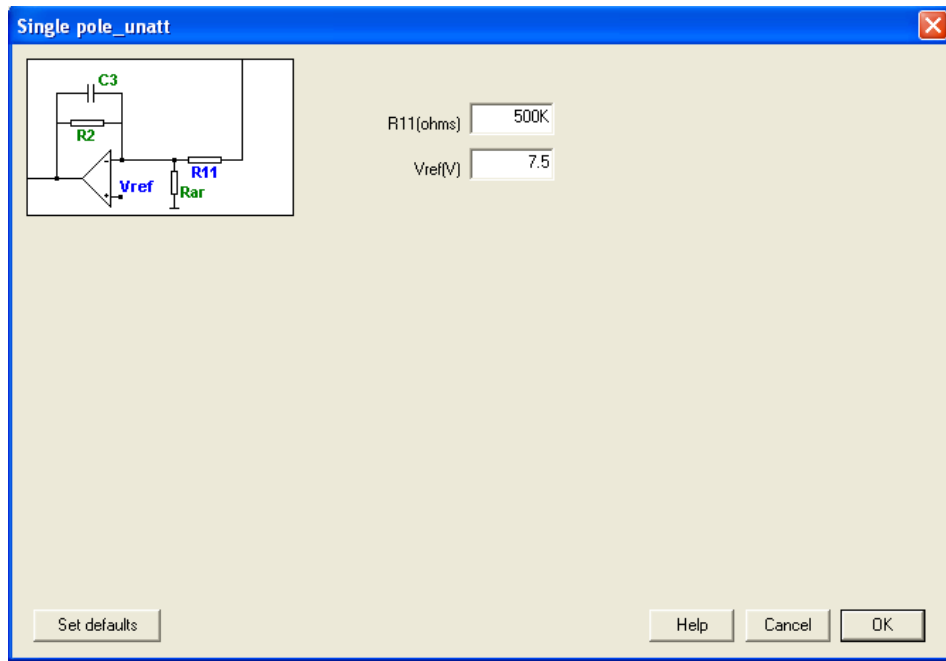 Single pole_unatt
C3
R2
R11
Vref
Rar
R11(ohms) 500K
Vref(V) 7.5
Set defaults Help Cancel OK